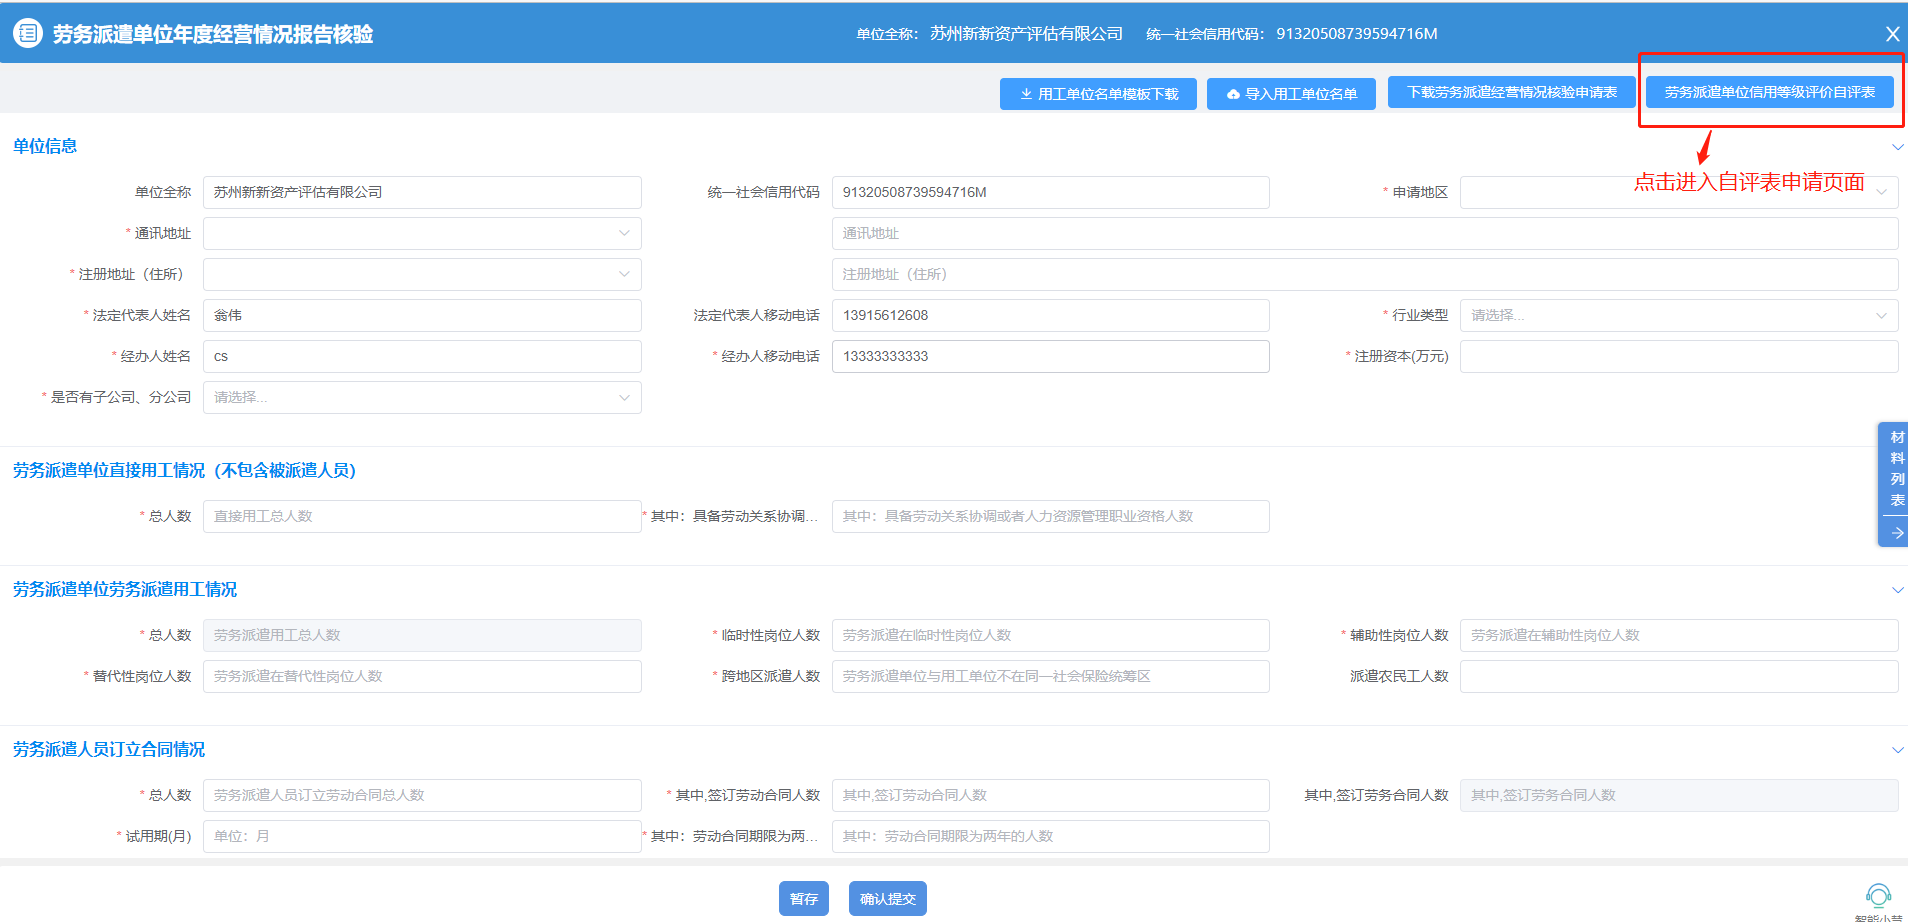 劳务派遣单位年度经营情况报告核验
单位全称： 苏州新新资产评估有限公司 统一社会信用代码： 91320508739594716M X
用工单位名单模板下载 导入用工单位名单 下载劳务派遣经营情况核验申请表 劳务派遣单位信用等级评价自评表
单位信息
点击进入自评表申请页面
单位全称 苏州新新资产评估有限公司 统一社会信用代码 91320508739594716M * 申请地区
* 通讯地址 通讯地址
* 注册地址（住所） 注册地址（住所）
* 法定代表人姓名 翁伟 法定代表人移动电话 13915612608 * 行业类型 请选择...
* 经办人姓名 cs * 经办人移动电话 13333333333 * 注册资本(万元)
* 是否有子公司、分公司 请选择...
材料列表
劳务派遣单位直接用工情况（不包含被派遣人员）
* 总人数 直接用工总人数 * 其中：具备劳动关系协调... 其中：具备劳动关系协调或者人力资源管理职业资格人数
劳务派遣单位劳务派遣用工情况
* 总人数 劳务派遣用工总人数 * 临时性岗位人数 劳务派遣在临时性岗位人数 * 辅助性岗位人数 劳务派遣在辅助性岗位人数
* 替代性岗位人数 劳务派遣在替代性岗位人数 * 跨地区派遣人数 劳务派遣单位与用工单位不在同一社会保险统筹区 派遣农民工人数
劳务派遣人员订立合同情况
* 总人数 劳务派遣人员订立劳动合同总人数 * 其中,签订劳动合同人数 其中,签订劳动合同人数 其中,签订劳务合同人数 其中,签订劳务合同人数
* 试用期(月) 单位：月 * 其中：劳动合同期限为两... 其中：劳动合同期限为两年的人数
暂存 确认提交